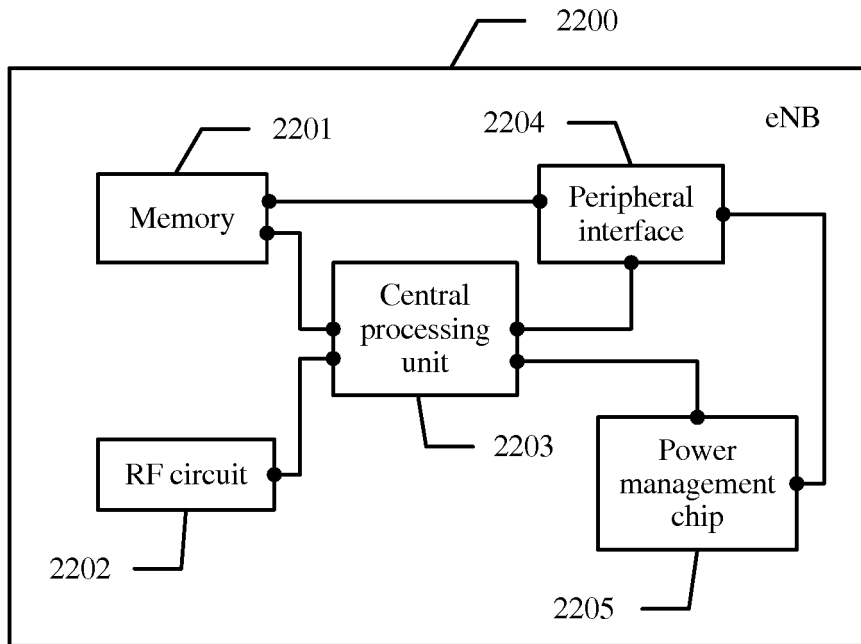 2200
eNB
2201
2204
Memory
Peripheral
interface
Central
processing
unit
2203
RF circuit
Power
management
chip
2202
2205